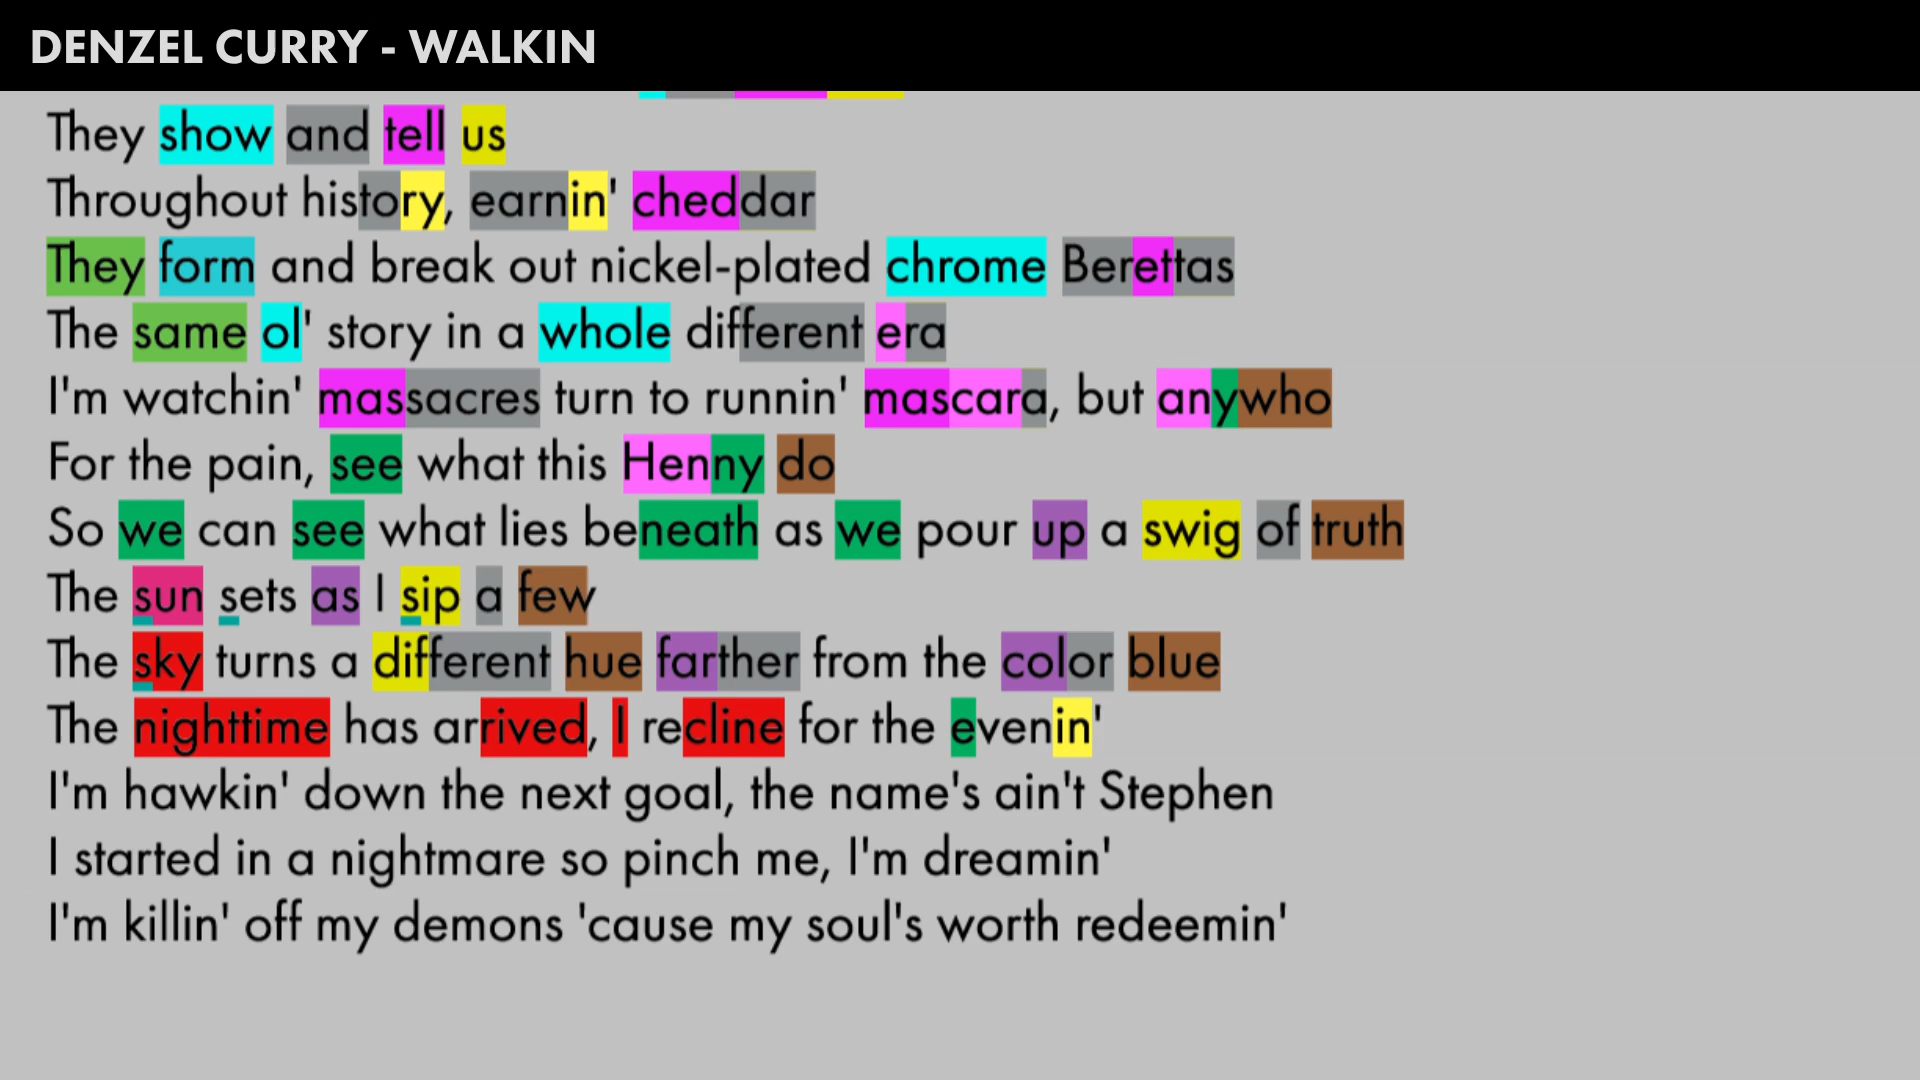 DENZEL CURRY - WALKIN
They show and tell us
Throughout history, earnin' cheddar
They form and break out nickel-plated chrome Berettas
The same ol' story in a whole different era
I'm watchin' massacres turn to runnin' mascara, but anywho
For the pain, see what this Henny do
So we can see what lies beneath as we pour up a swig of truth
The sun sets as I sip a few
The sky turns a different hue farther from the color blue
The nighttime has arrived, I recline for the evenin'
I'm hawkin' down the next goal, the name's ain't Stephen
I started in a nightmare so pinch me, I'm dreamin'
I'm killin' off my demons 'cause my soul's worth redeemin'